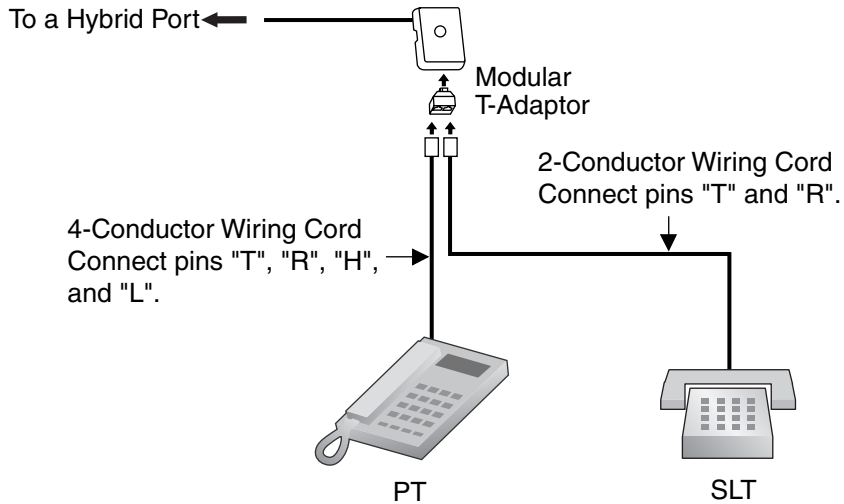 To a Hybrid Port
Modular
T-Adaptor
2-Conductor Wiring Cord
Connect pins "T" and "R".
4-Conductor Wiring Cord
Connect pins "T", "R", "H",
and "L".
PT
SLT